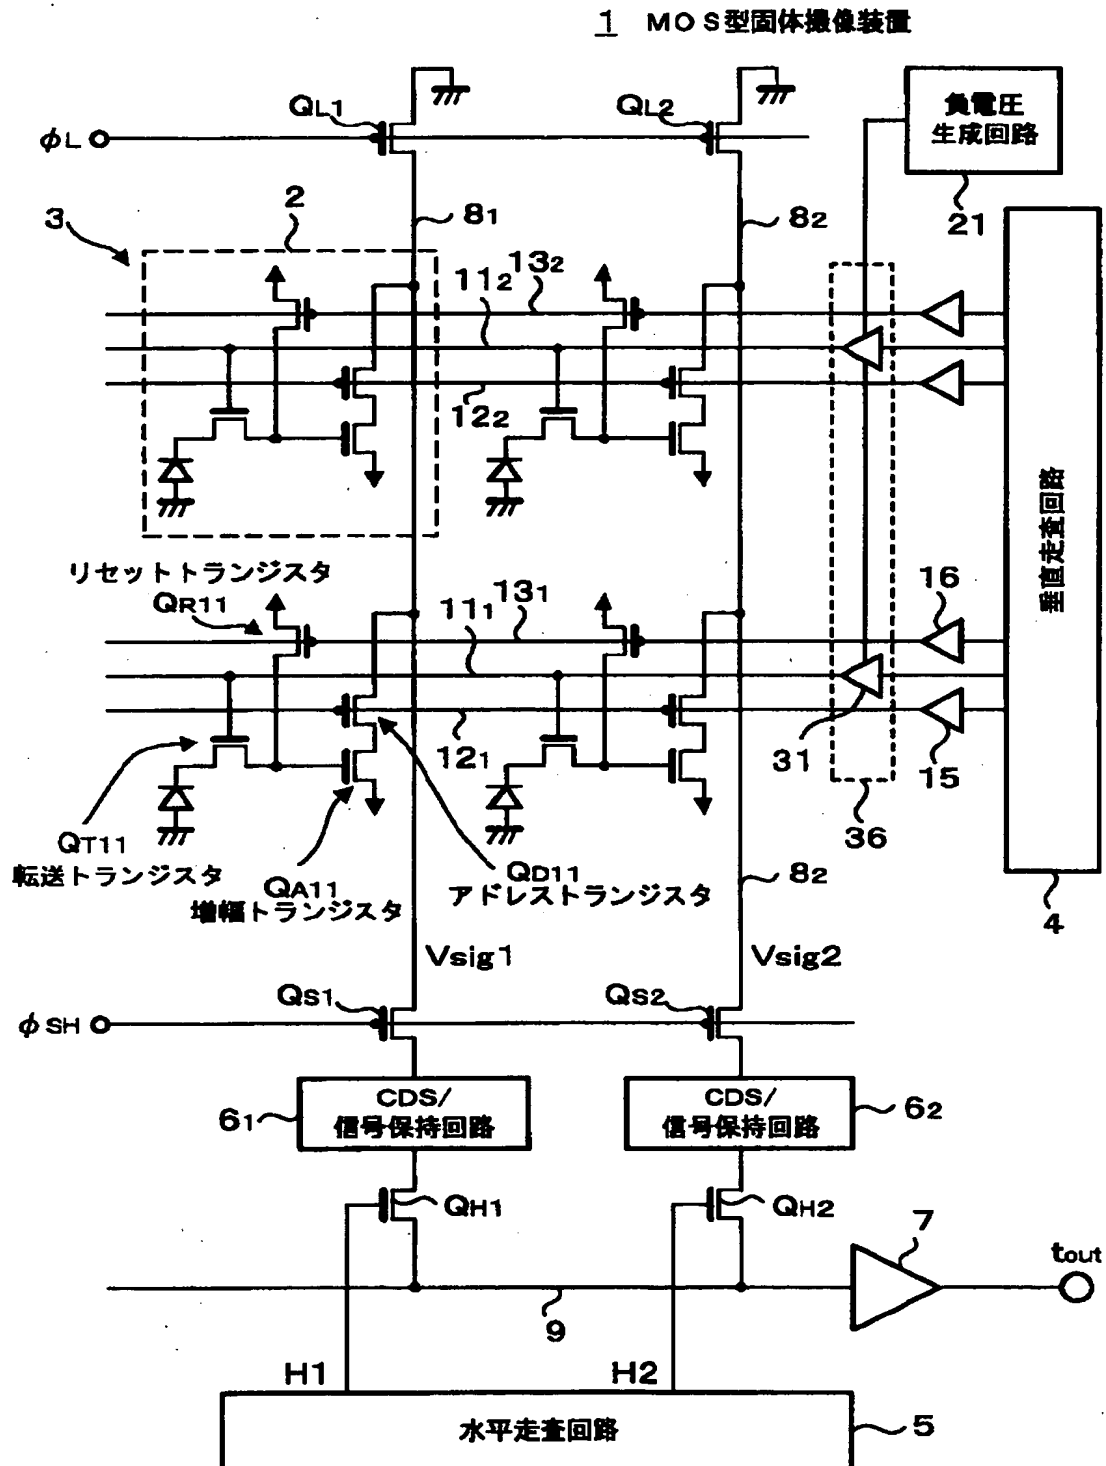 1 MOS型固体撮像装置
QL1
QL2
φL
負電圧
生成回路
2
3
81
82
21
112
132
122
リセットトランジスタ
QR11
111
131
16
垂直走査回路
121
31
15
36
QT11
転送トランジスタ
QA11
増幅トランジスタ
QD11
アドレストランジスタ
82
4
Vsig1
Vsig2
QS1
QS2
φSH
61
CDS/
信号保持回路
CDS/
信号保持回路
62
QH1
QH2
7
tout
9
H1
H2
水平走査回路
5